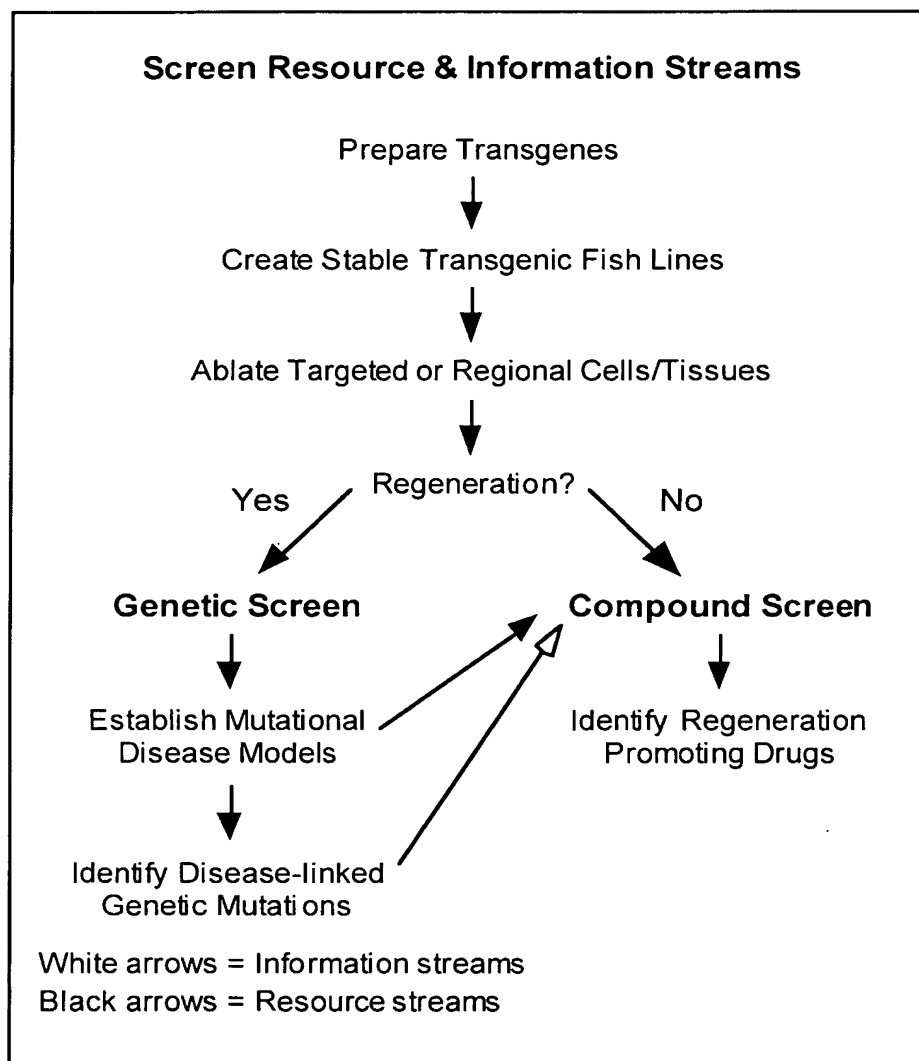 Screen Resource & Information Streams
Prepare Transgenes
Create Stable Transgenic Fish Lines
Ablate Targeted or Regional Cells/Tissues
Regeneration?
Yes
No
Genetic Screen
Compound Screen
Establish Mutational
Disease Models
Identify Regeneration
Promoting Drugs
Identify Disease-linked
Genetic Mutations
White arrows = Information streams
Black arrows = Resource streams